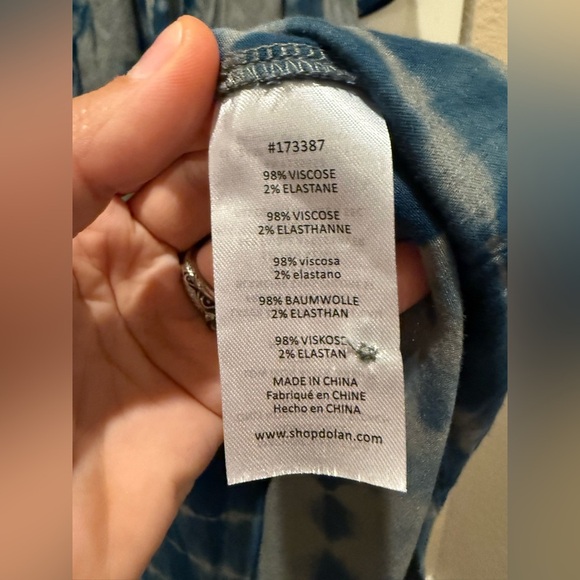 #173387
98% VISCOSE
2% ELASTANE
98% VISCOSE
2% ELASTHANNE
98% viscosa
2% elastano
98% BAUMWOLLE
2% ELASTHAN
98% VISKOSE
2% ELASTAN
MADE IN CHINA
Fabriqué en CHINE
Hecho en CHINA
www.shopdolan.com